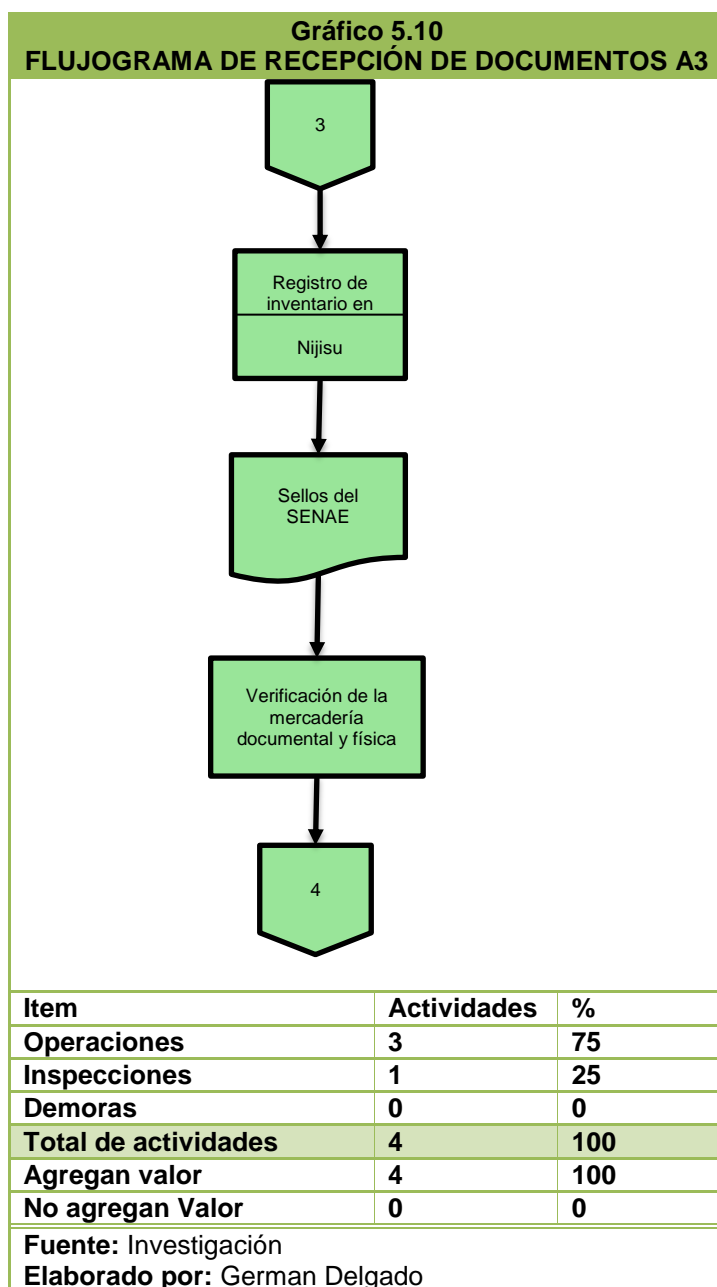 Gráfico 5.10
FLUJOGRAMA DE RECEPCIÓN DE DOCUMENTOS A3
3
Registro de
inventario en
Nijisu
Sellos del
SENAE
Verificación de la
mercadería
documental y física
4
Item Actividades %
Operaciones 3 75
Inspecciones 1 25
Demoras 0 0
Total de actividades 4 100
Agregan valor 4 100
No agregan Valor 0 0
Fuente: Investigación
Elaborado por: German Delgado